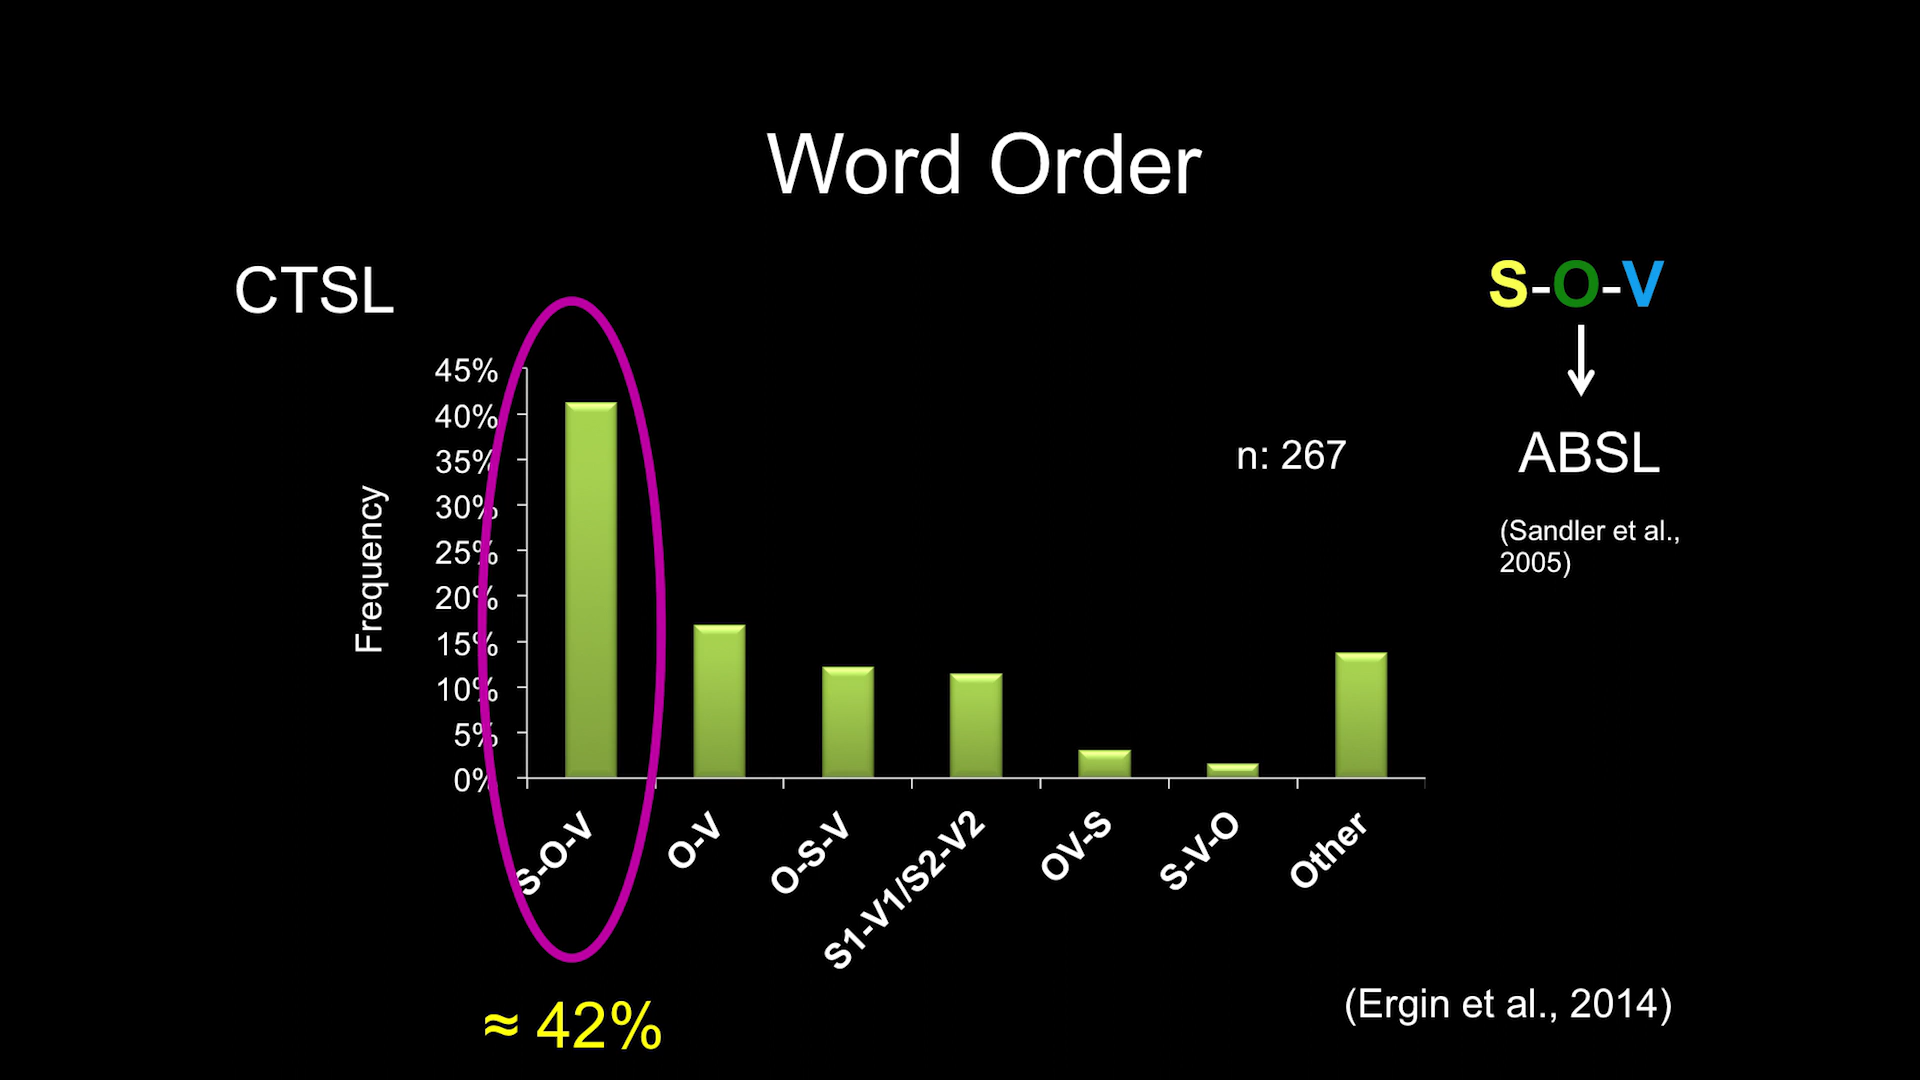 Word Order
CTSL
S-O-V
45%
40%
35%
30%
25%
20%
15%
10%
5%
0%
Frequency
n: 267
ABSL
(Sandler et al.,
2005)
S-O-V
O-V
O-S-V
S1-V1/S2-V2
OV-S
S-V-O
Other
≈ 42%
(Ergin et al., 2014)